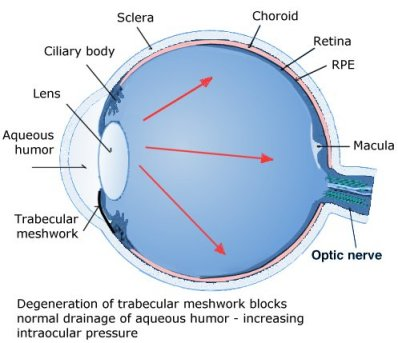 Sclera
Choroid
Ciliary body
Retina
RPE
Lens
Aqueous
humor
Macula
Trabecular
meshwork
Optic nerve
Degeneration of trabecular meshwork blocks
normal drainage of aqueous humor - increasing
intraocular pressure